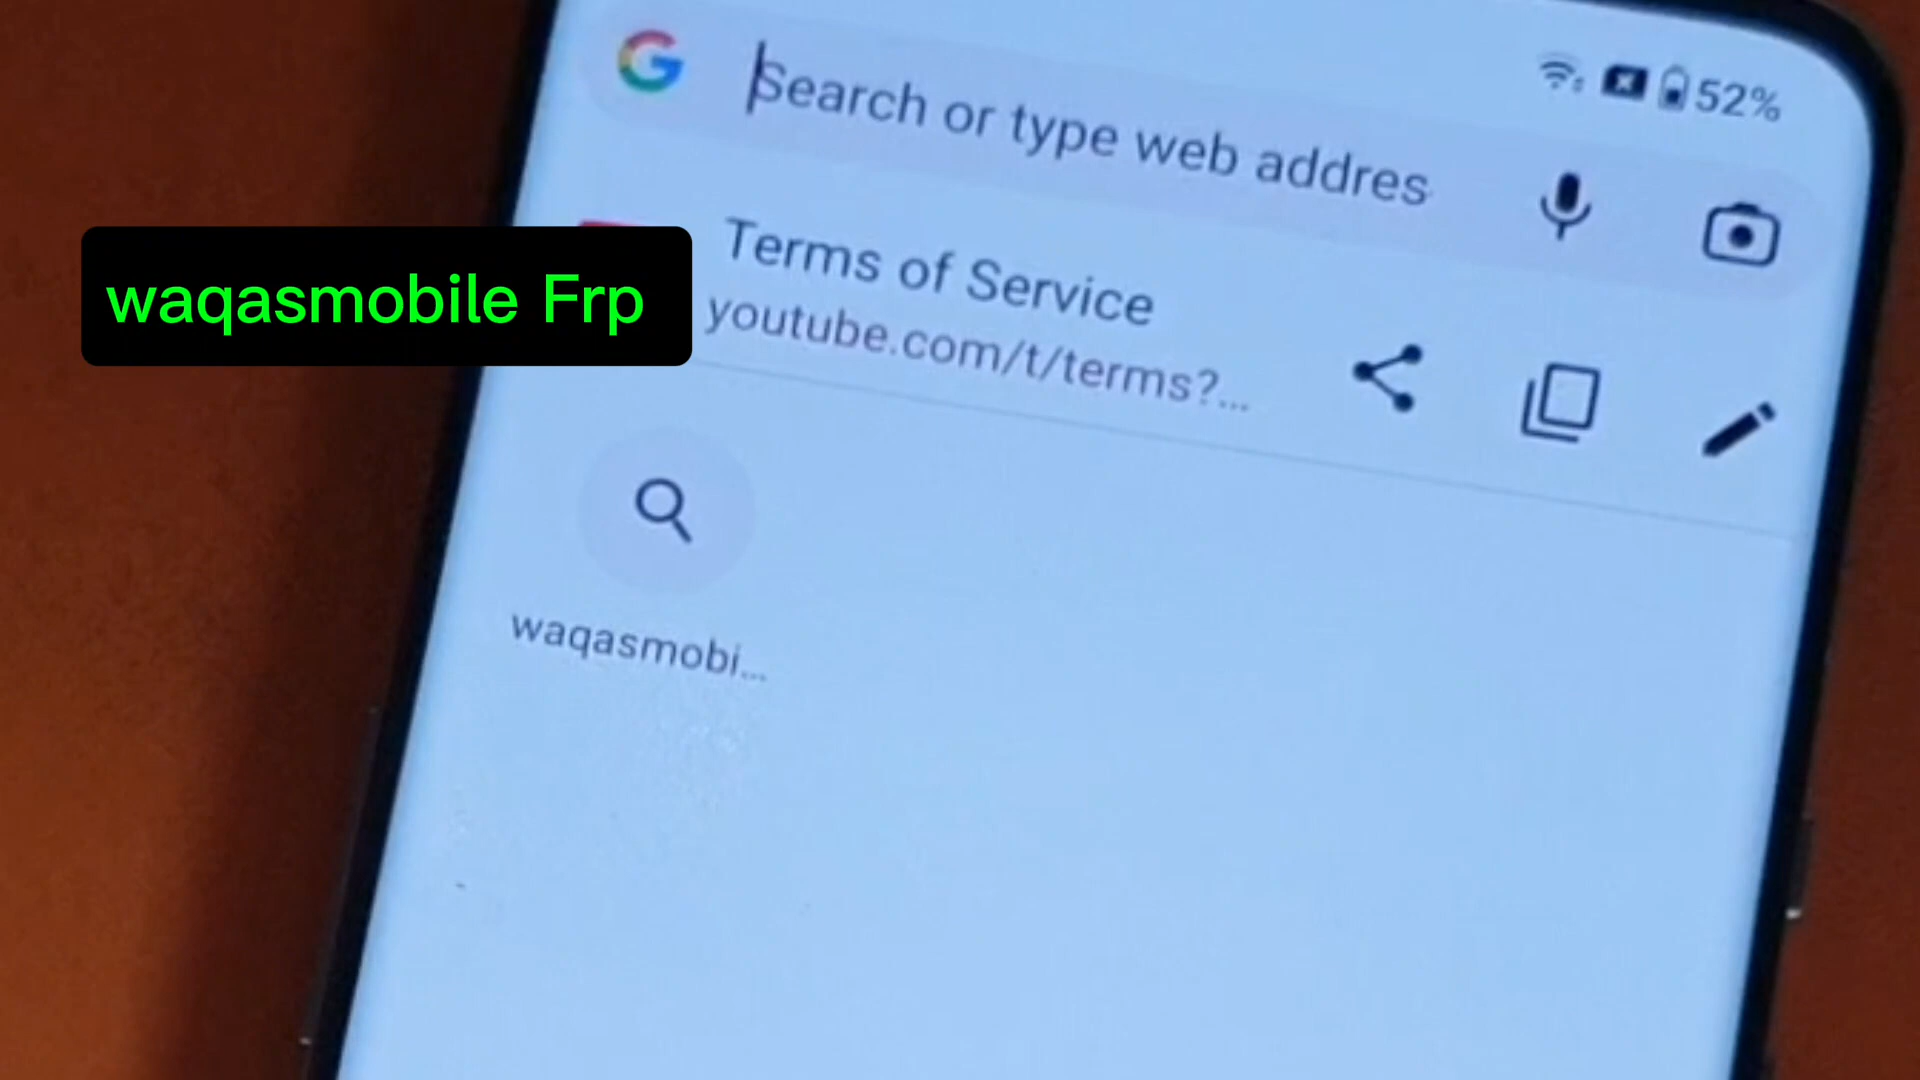 52%
Search or type web addres
Terms of Service
youtube.com/t/terms?...
waqasmobile Frp
waqasmobi...